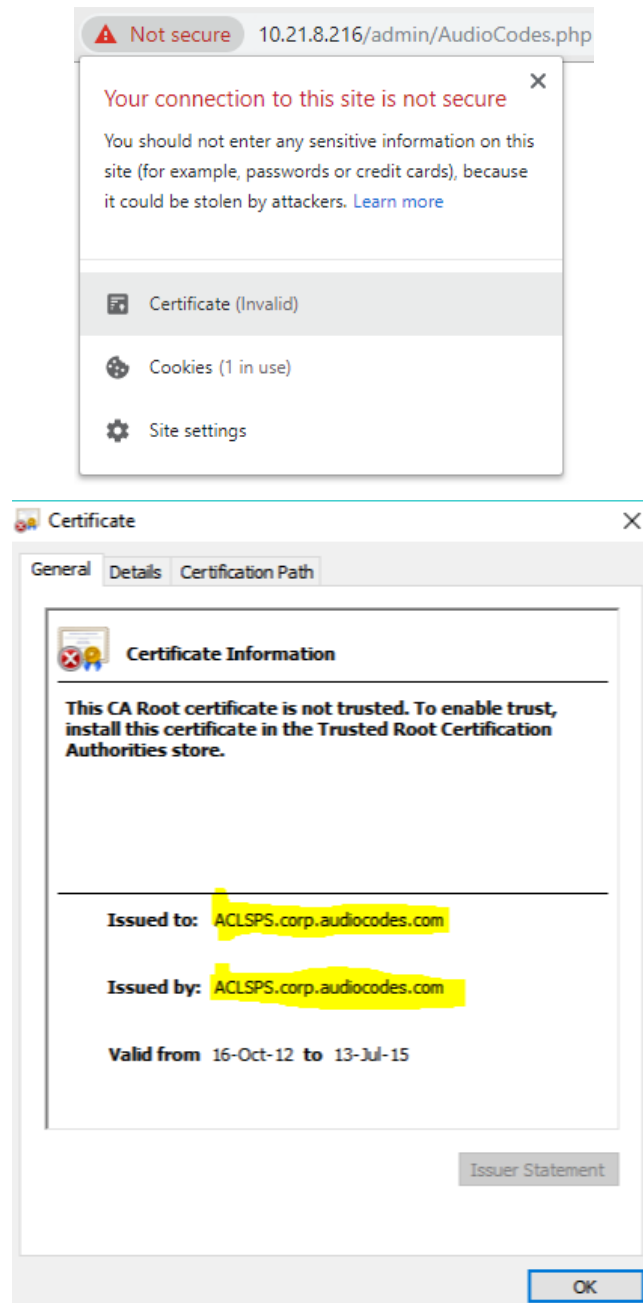 Not secure 10.21.8.216/admin/AudioCodes.php
Your connection to this site is not secure
You should not enter any sensitive information on this
site (for example, passwords or credit cards), because
it could be stolen by attackers. Learn more
Certificate (Invalid)
Cookies (1 in use)
Site settings
Certificate
General Details Certification Path
Certificate Information
This CA Root certificate is not trusted. To enable trust,
install this certificate in the Trusted Root Certification
Authorities store.
Issued to: ACLSPS.corp.audiocodes.com
Issued by: ACLSPS.corp.audiocodes.com
Valid from 16-Oct-12 to 13-Jul-15
Issuer Statement
OK